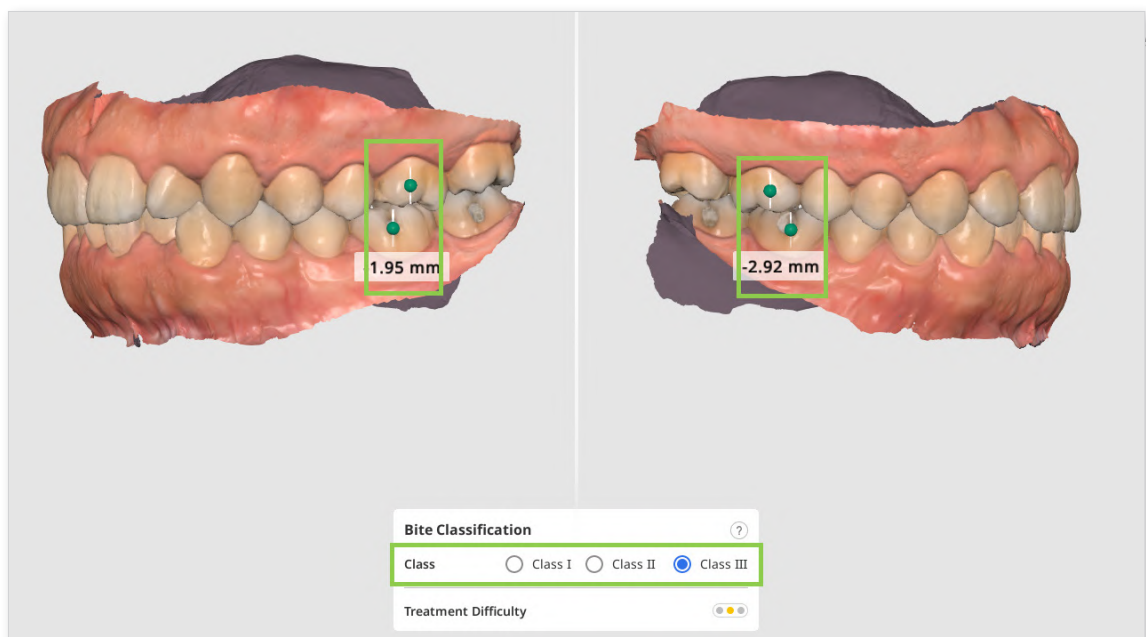 -1.95 mm
-2.92 mm
Bite Classification
?
Class Class I Class II Class III
Treatment Difficulty